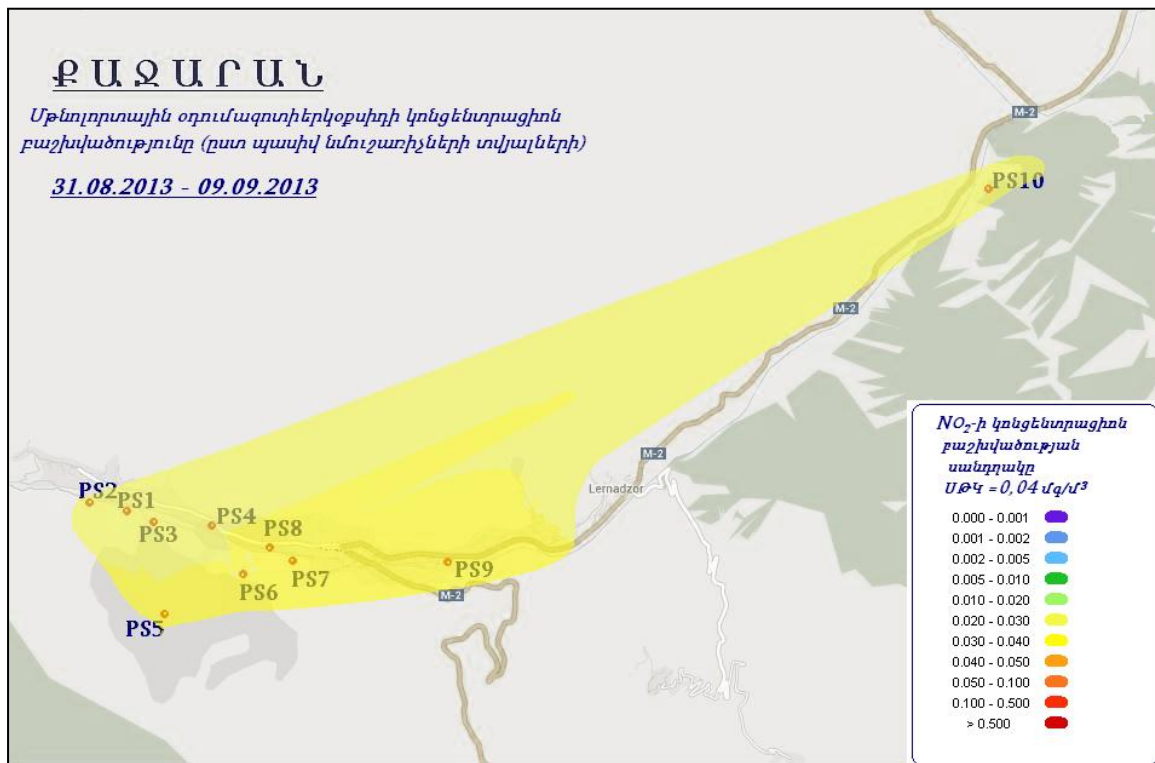 ՔԱՋԱՐԱՆ
Մթնոլորտային օդումազոտիերկօքսիդի կոնցենտրացիոն
բաշխվածությունը (ըստ պասիվ նմուշառիչների տվյալների)
31.08.2013 - 09.09.2013
M-2
PS10
M-2
M-2
Lernadzor
PS2
PS1
PS3
PS4
PS8
PS7
PS6
PS9
M-2
PS5
NO₂-ի կոնցենտրացիոն
բաշխվածության
սանդղակը
ՍԹԿ =0,04 մգ/մ³
0.000 - 0.001
0.001 - 0.002
0.002 - 0.005
0.005 - 0.010
0.010 - 0.020
0.020 - 0.030
0.030 - 0.040
0.040 - 0.050
0.050 - 0.100
0.100 - 0.500
> 0.500